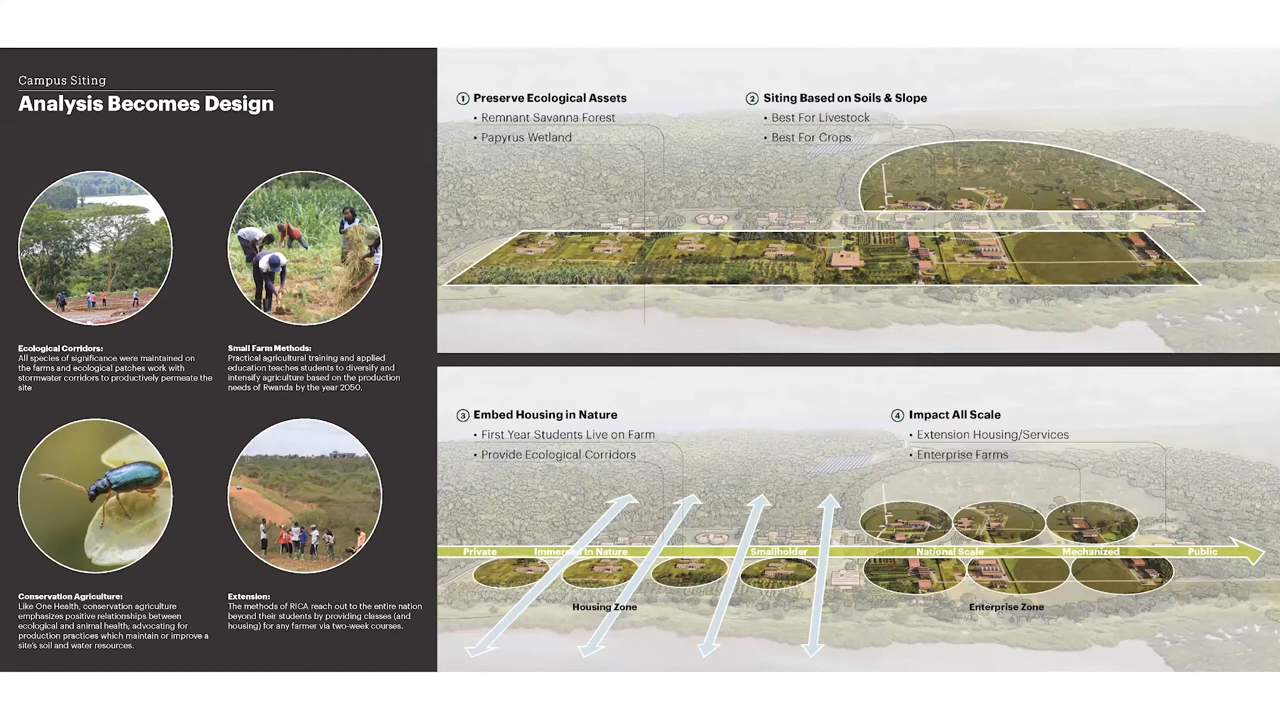 Campus Siting
Analysis Becomes Design
Ecological Corridors:
All species of significance were maintained on
the farms and ecological patches work with
stormwater corridors to productively permeate the
site
Small Farm Methods:
Practical agricultural training and applied
education teaches students to diversify and
intensify agriculture based on the production
needs of Rwanda by the year 2050.
Conservation Agriculture:
Like One Health, conservation agriculture
emphasizes positive relationships between
ecological and animal health; advocating for
production practices which maintain or improve a
site's soil and water resources.
Extension:
The methods of RICA reach out to the entire nation
beyond their students by providing classes (and
housing) for any farmer via two-week courses.
1 Preserve Ecological Assets
• Remnant Savanna Forest
• Papyrus Wetland
2 Siting Based on Soils & Slope
• Best For Livestock
• Best For Crops
3 Embed Housing in Nature
• First Year Students Live on Farm
• Provide Ecological Corridors
4 Impact All Scale
• Extension Housing/Services
• Enterprise Farms
Private Immersed In Nature Smallholder National Scale Mechanized Public
Housing Zone
Enterprise Zone